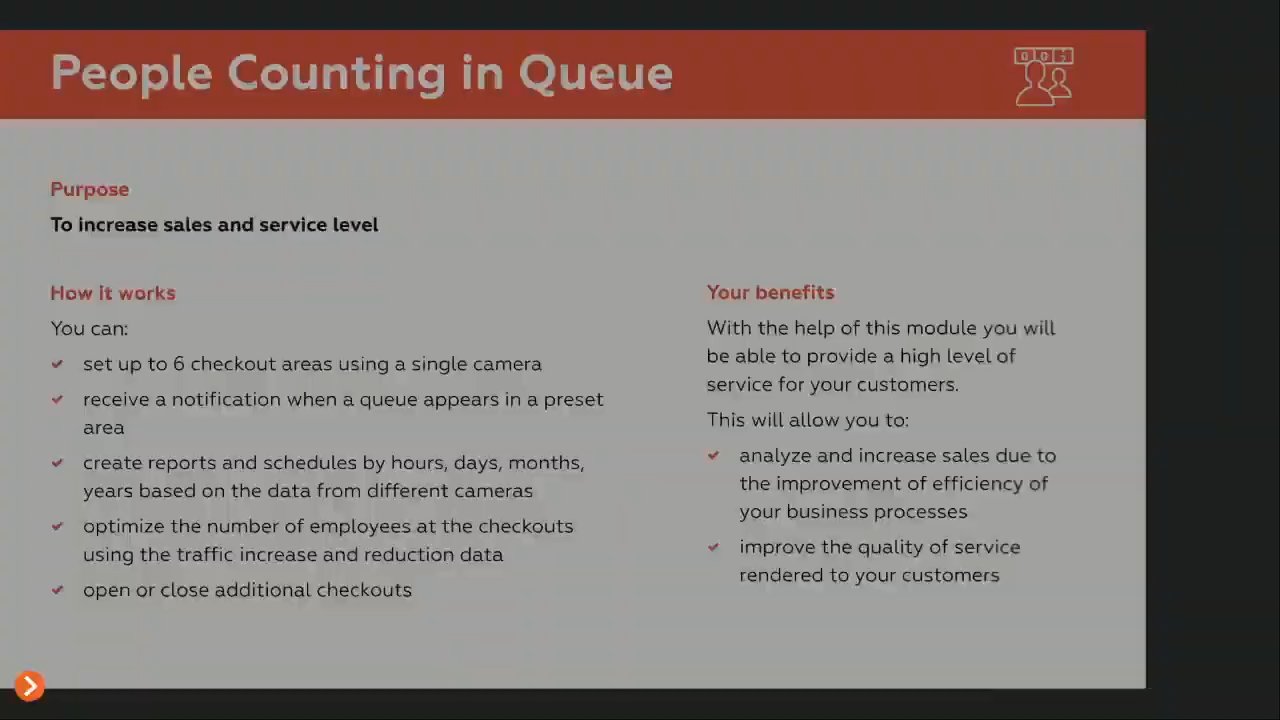 People Counting in Queue
Purpose
To increase sales and service level
How it works
You can:
set up to 6 checkout areas using a single camera
receive a notification when a queue appears in a preset
area
create reports and schedules by hours, days, months,
years based on the data from different cameras
optimize the number of employees at the checkouts
using the traffic increase and reduction data
open or close additional checkouts
Your benefits
With the help of this module you will
be able to provide a high level of
service for your customers.
This will allow you to:
analyze and increase sales due to
the improvement of efficiency of
your business processes
improve the quality of service
rendered to your customers